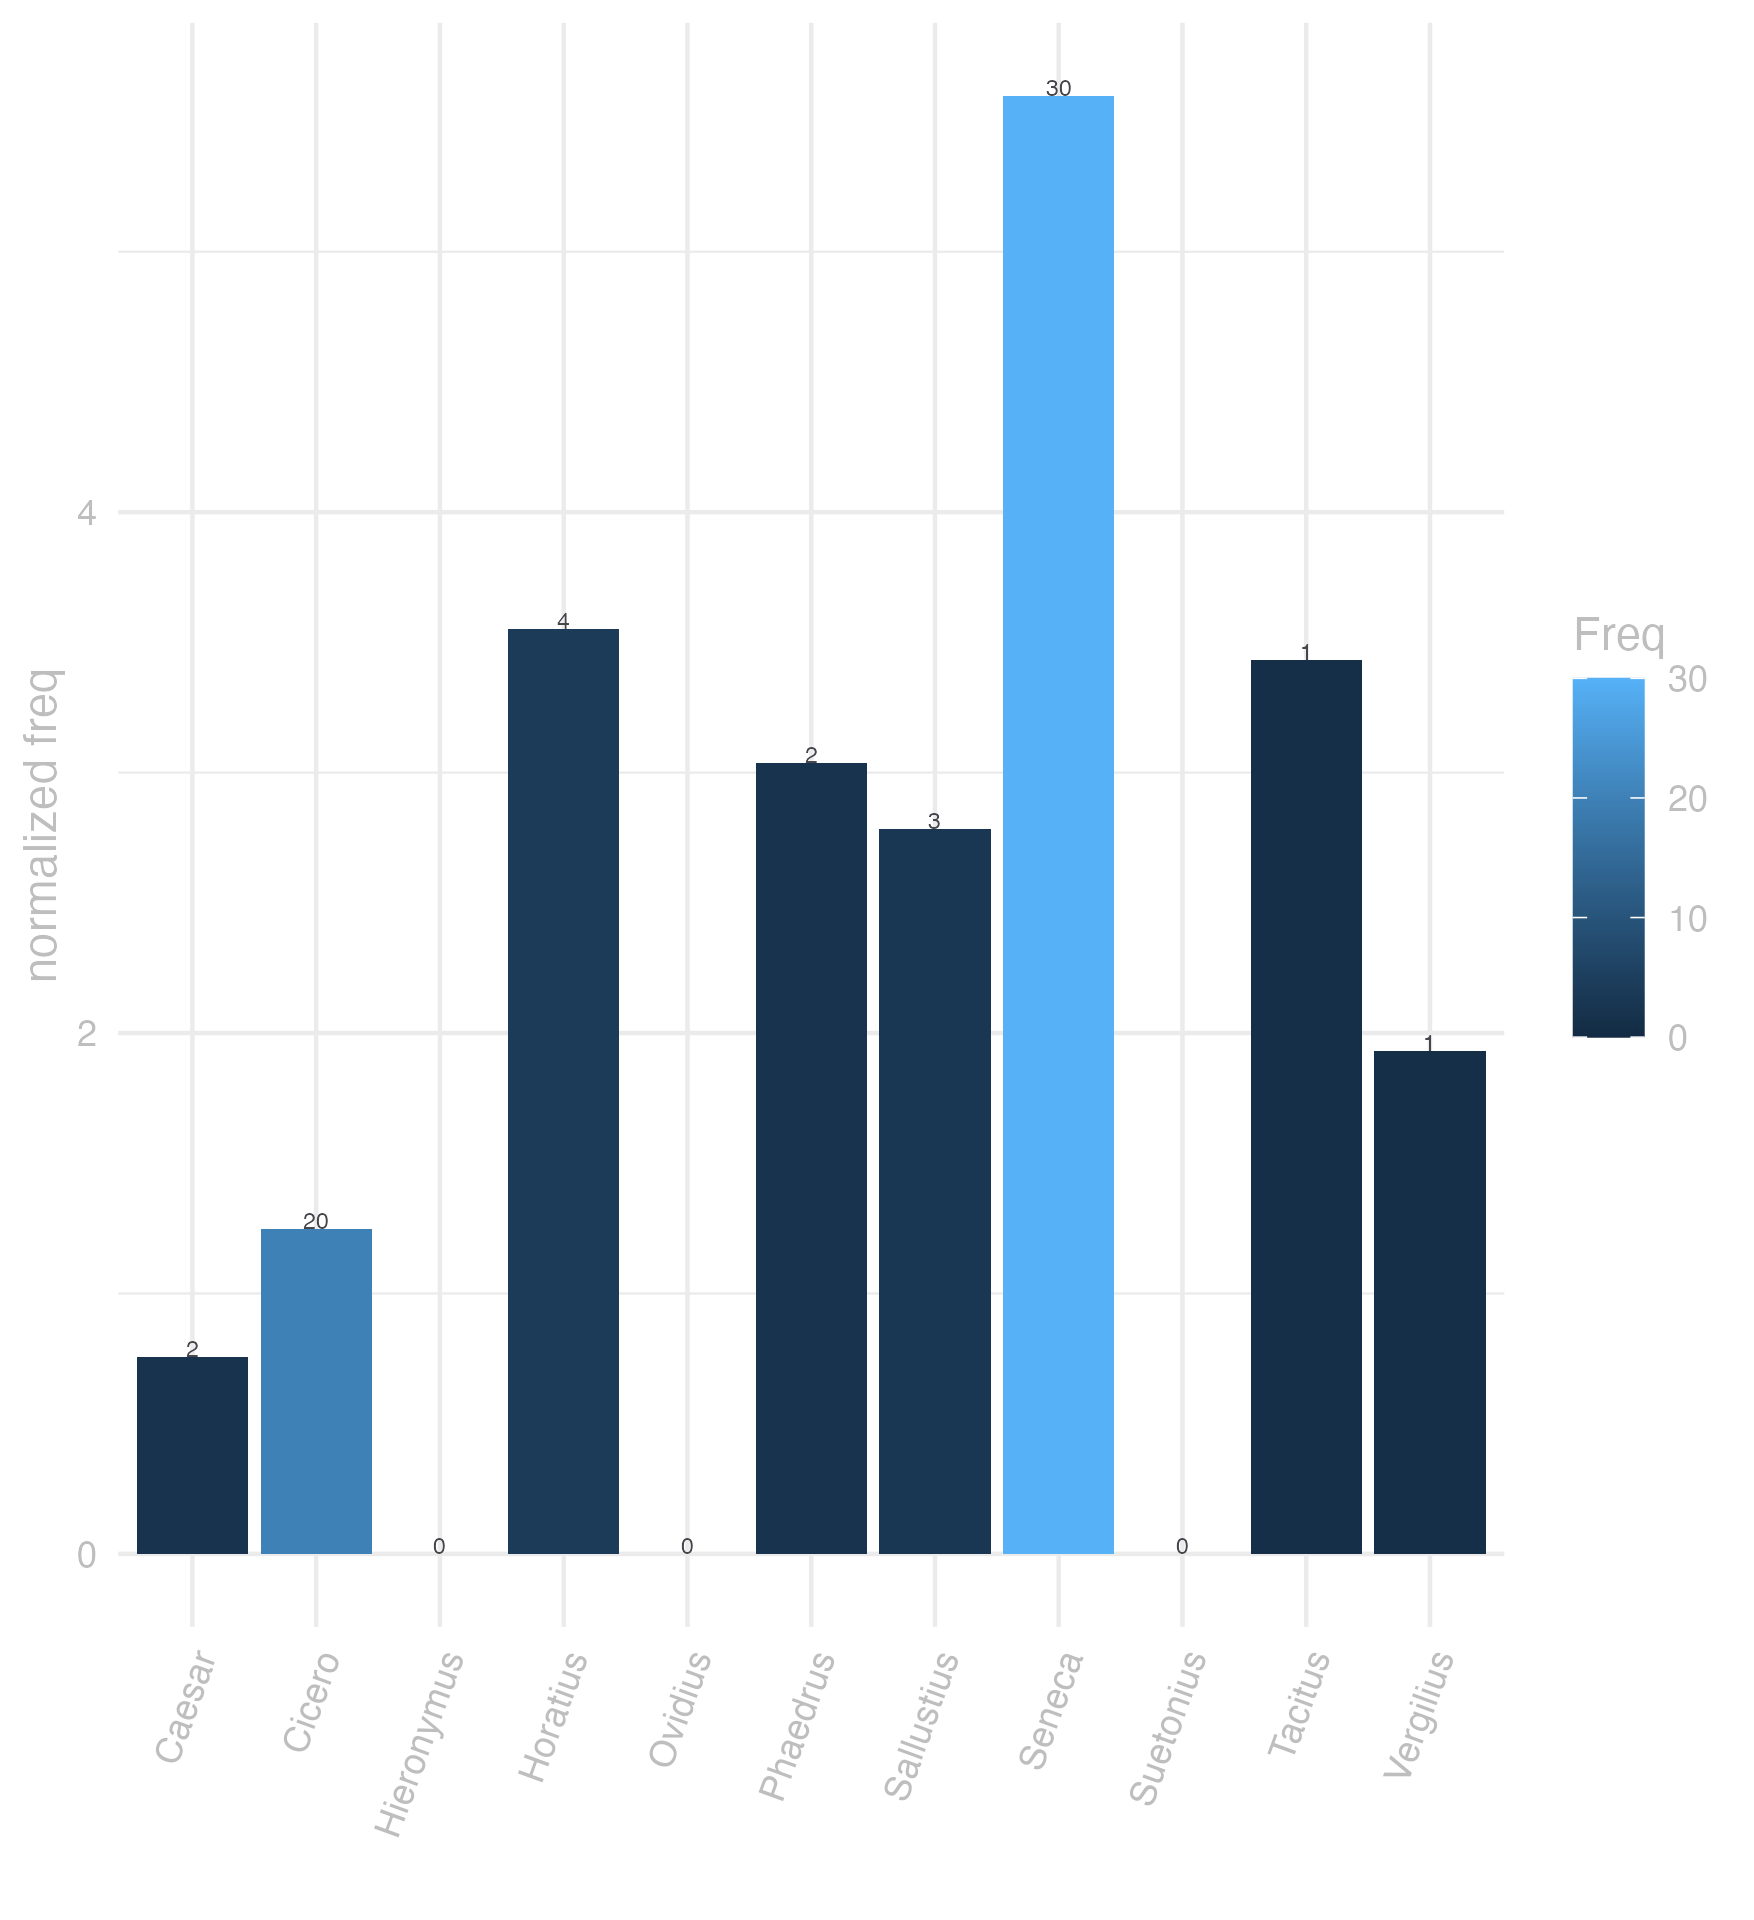 30
4
4
1
Freq
30
2
20
3
10
normalized freq
2
1
0
20
2
0
0
0
0
Caesar
Cicero
Hieronymus
Horatius
Ovidius
Phaedrus
Sallustius
Seneca
Suetonius
Tacitus
Vergilius